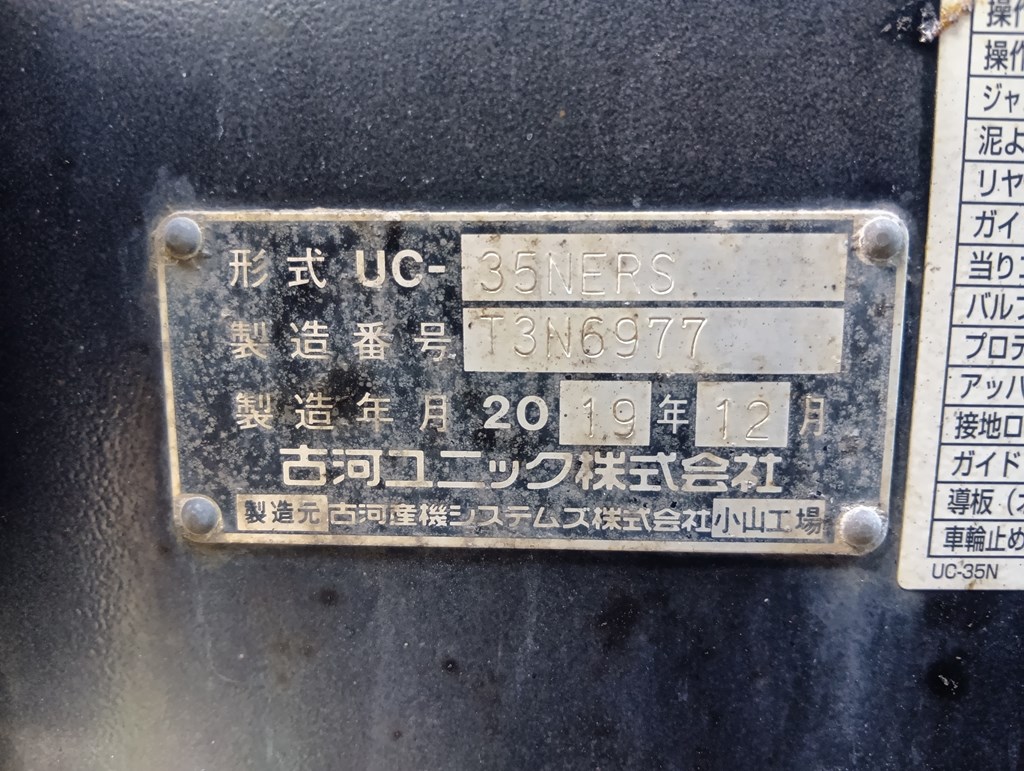 形式 UC-35NERS
製造番号 T3N6977
製造年月 2019年12月
古河ユニック株式会社
製造元 古河産機システムズ株式会社 小山工場
操作
操作
ジャ
泥よ
リヤ
ガイ
当り
バル
プロテ
アッパ
接地ロ
ガイド
導板（
車輪止め
UC-35N